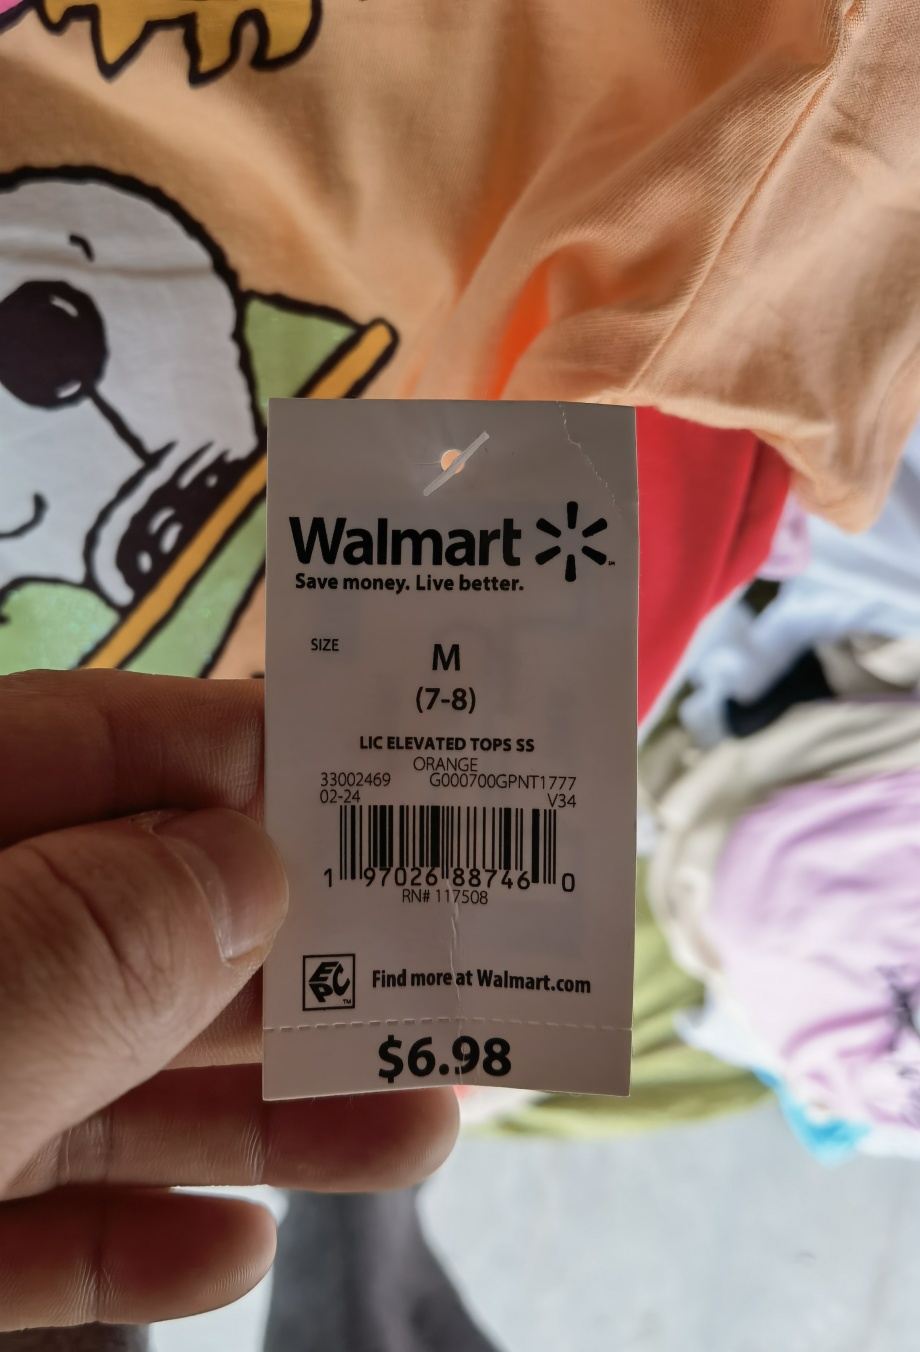 Walmart
Save money. Live better.
SIZE
M
(7-8)
LIC ELEVATED TOPS SS
ORANGE
33002469 G000700GPNT1777
02-24 V34
1 97026 88746 0
RN# 117508
EPC™ Find more at Walmart.com
$6.98